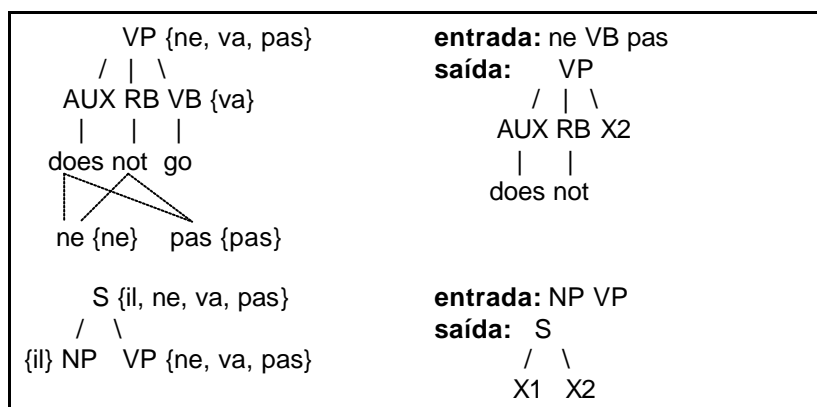 VP {ne, va, pas}
/ | \
AUX RB VB {va}
| | |
does not go
ne {ne} pas {pas}
entrada: ne VB pas
saída: VP
/ | \
AUX RB X2
| |
does not
S {il, ne, va, pas}
/ \
{il} NP VP {ne, va, pas}
entrada: NP VP
saída: S
/ \
X1 X2